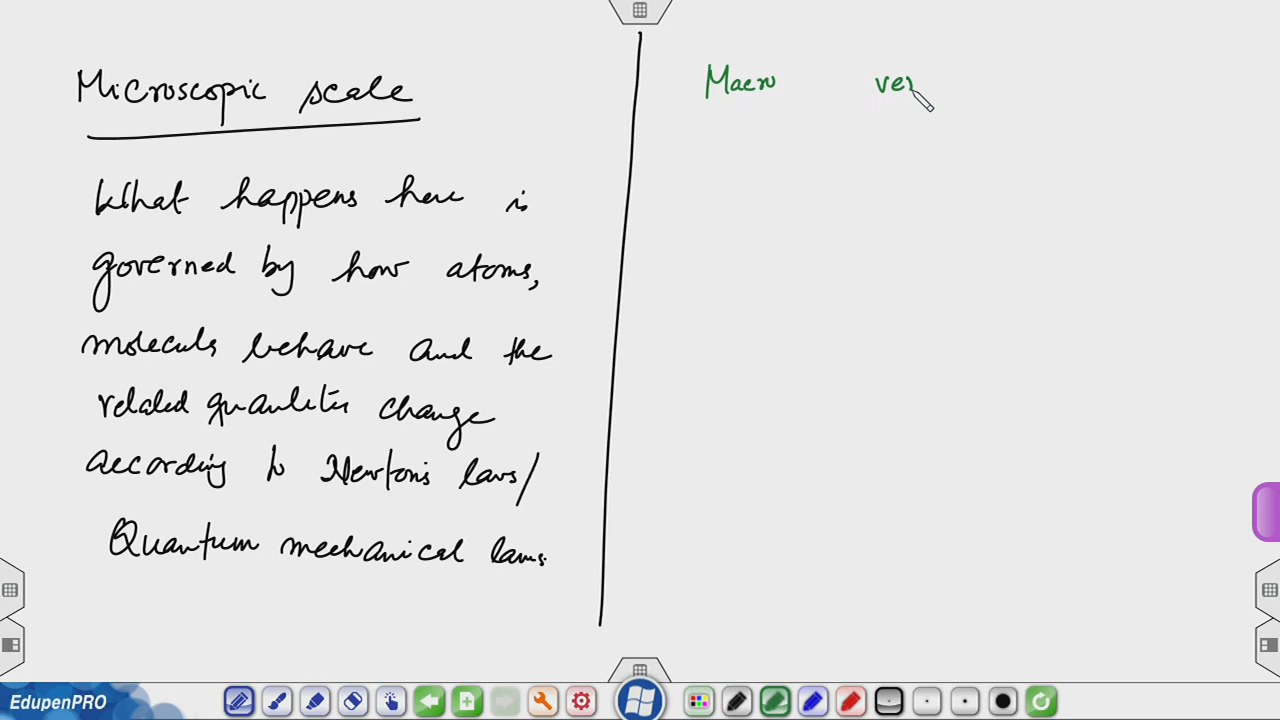 Microscopic scale
What happens here is
governed by how atoms,
molecules behave and the
related quantities change
according to Newton's laws/
Quantum mechanical laws.
Macro ver
EdupenPRO